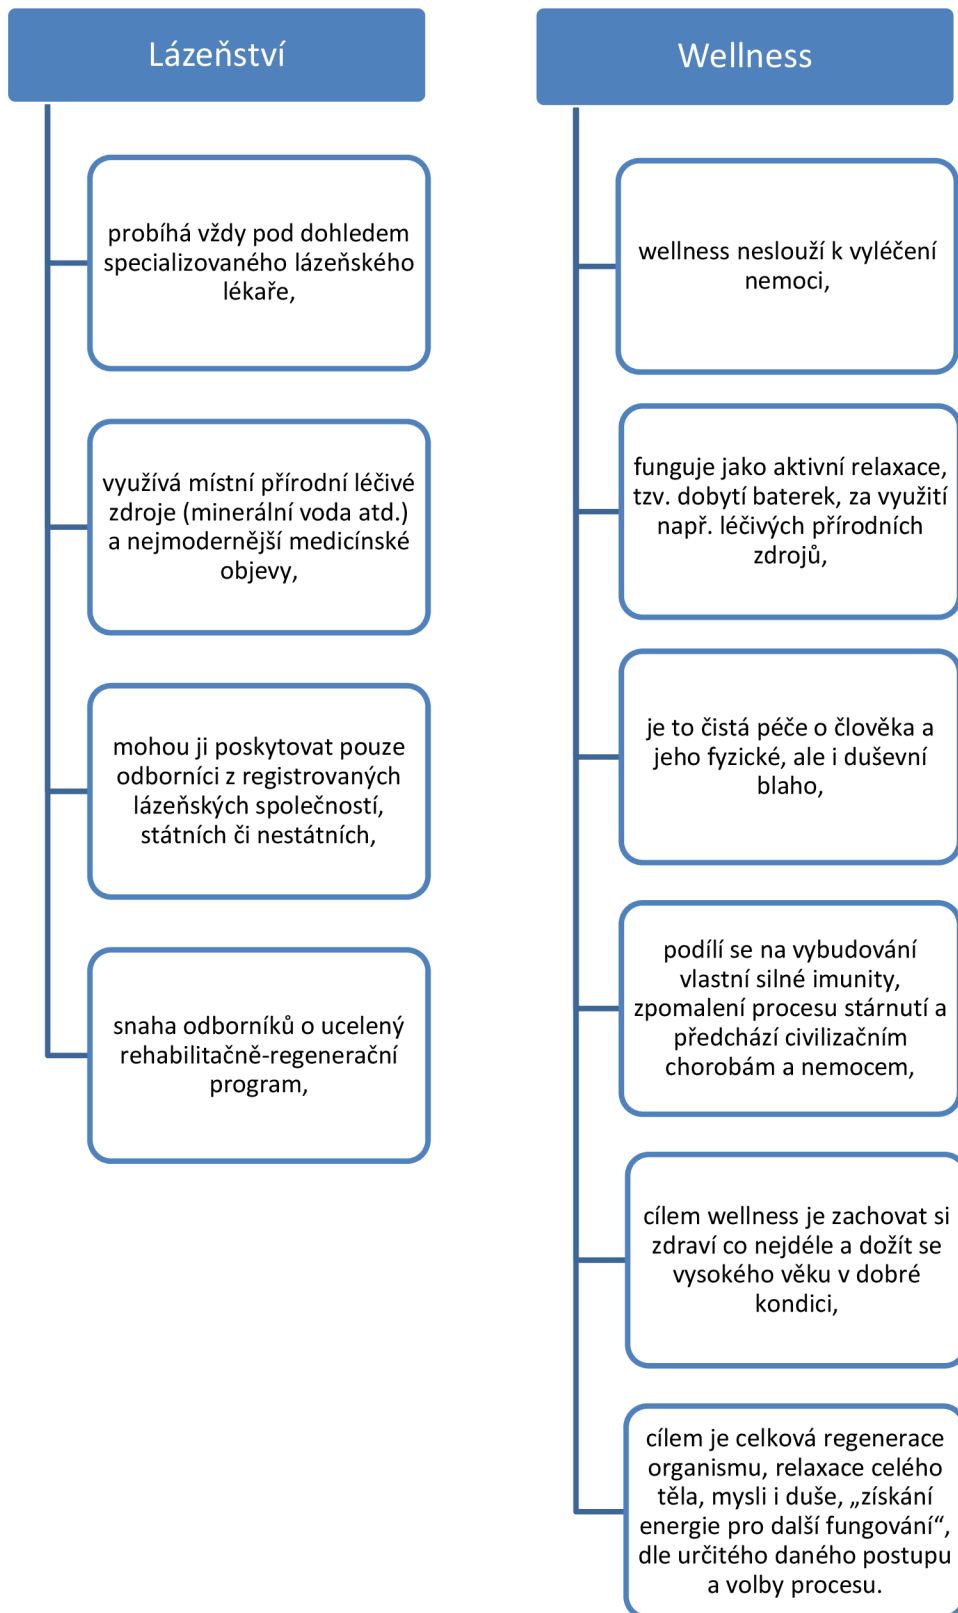 Lázeňství
probíhá vždy pod dohledem
specializovaného lázeňského
lékaře,
využívá místní přírodní léčivé
zdroje (minerální voda atd.)
a nejmodernější medicínské
objevy,
mohou ji poskytovat pouze
odborníci z registrovaných
lázeňských společností,
státních či nestátních,
snaha odborníků o ucelený
rehabilitačně-regenerační
program,
Wellness
wellness neslouží k vyléčení
nemoci,
funguje jako aktivní relaxace,
tzv. dobytí baterek, za využití
např. léčivých přírodních
zdrojů,
je to čistá péče o člověka a
jeho fyzické, ale i duševní
blaho,
podílí se na vybudování
vlastní silné imunity,
zpomalení procesu stárnutí a
předchází civilizačním
chorobám a nemocem,
cílem wellness je zachovat si
zdraví co nejdéle a dožít se
vysokého věku v dobré
kondici,
cílem je celková regenerace
organismu, relaxace celého
těla, mysli i duše, „získání
energie pro další fungování“,
dle určitého daného postupu
a volby procesu.